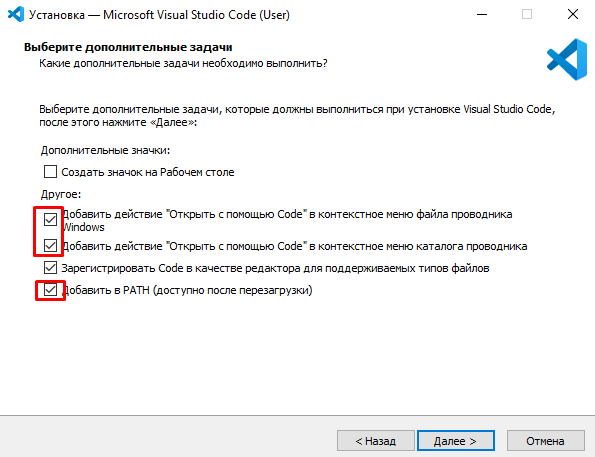 Установка — Microsoft Visual Studio Code (User)
Выберите дополнительные задачи
Какие дополнительные задачи необходимо выполнить?
Выберите дополнительные задачи, которые должны выполниться при установке Visual Studio Code,
после этого нажмите «Далее»:
Дополнительные значки:
Создать значок на Рабочем столе
Другое:
Добавить действие "Открыть с помощью Code" в контекстное меню файла проводника
Windows
Добавить действие "Открыть с помощью Code" в контекстное меню каталога проводника
Зарегистрировать Code в качестве редактора для поддерживаемых типов файлов
Добавить в PATH (доступно после перезагрузки)
< Назад
Далее >
Отмена